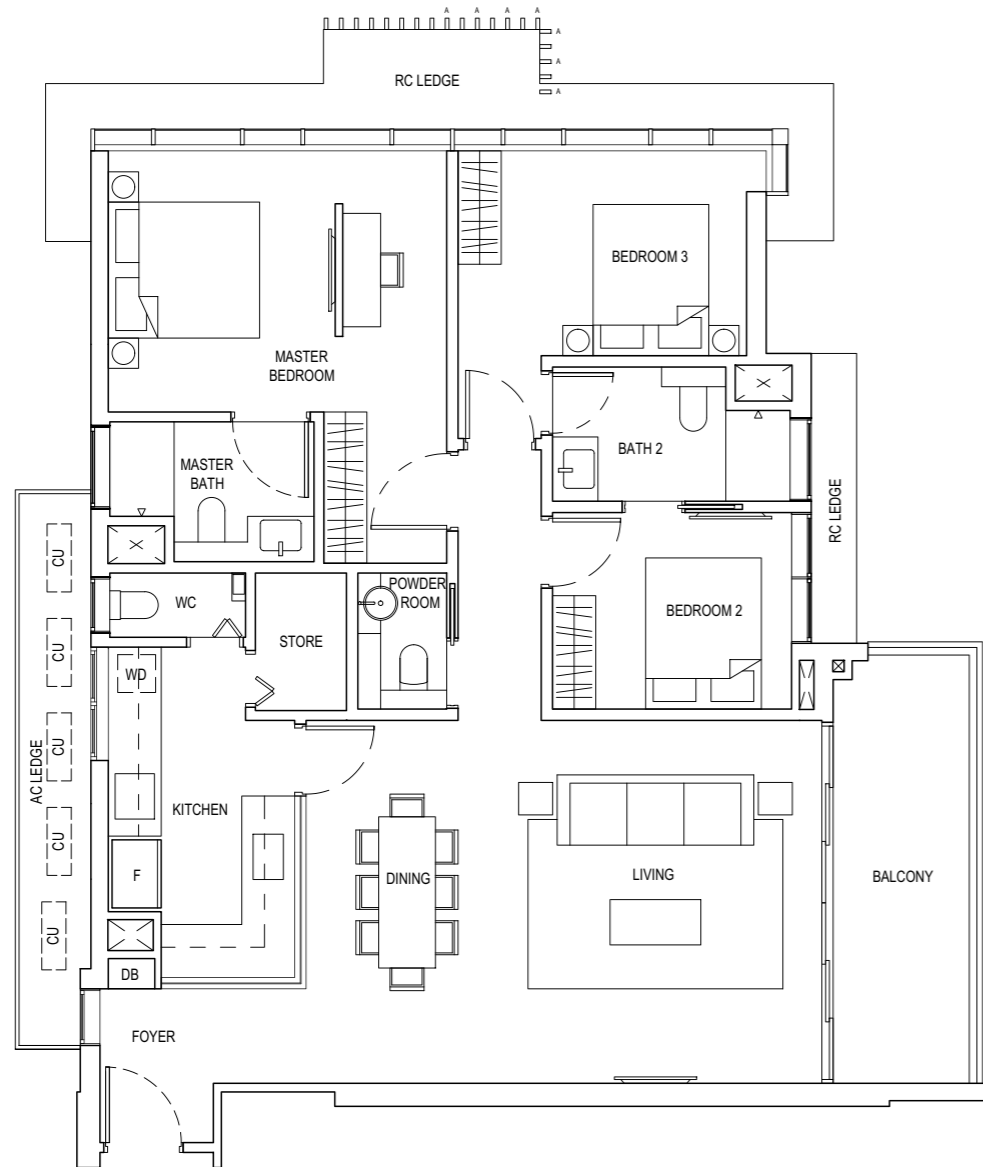 A A A A
A
A
A
RC LEDGE
BEDROOM 3
MASTER
BEDROOM
BATH 2
MASTER
BATH
RC LEDGE
CU
CU
CU
CU
CU
AC LEDGE
WC
POWDER
ROOM
STORE
BEDROOM 2
WD
KITCHEN
F
DINING
LIVING
BALCONY
DB
FOYER